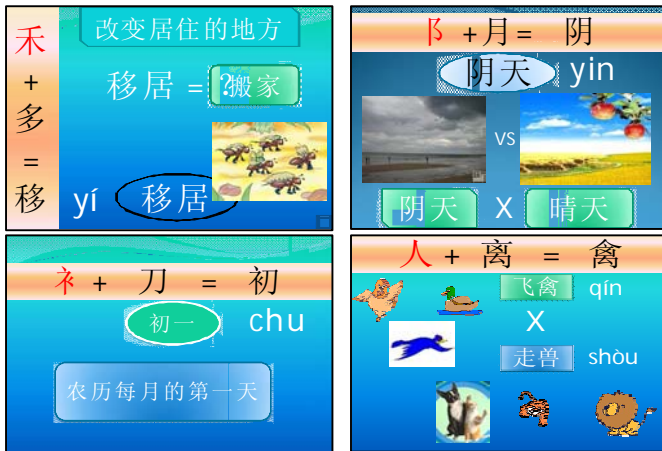 禾
+
多
=
移
改变居住的地方
移居 = ?搬家
yí 移居
阝 +月= 阴
阴天 yin
VS
阴天 X 晴天
衤 + 刀 = 初
初一 chu
农历每月的第一天
人 + 离 = 禽
飞禽 qín
X
走兽 shòu